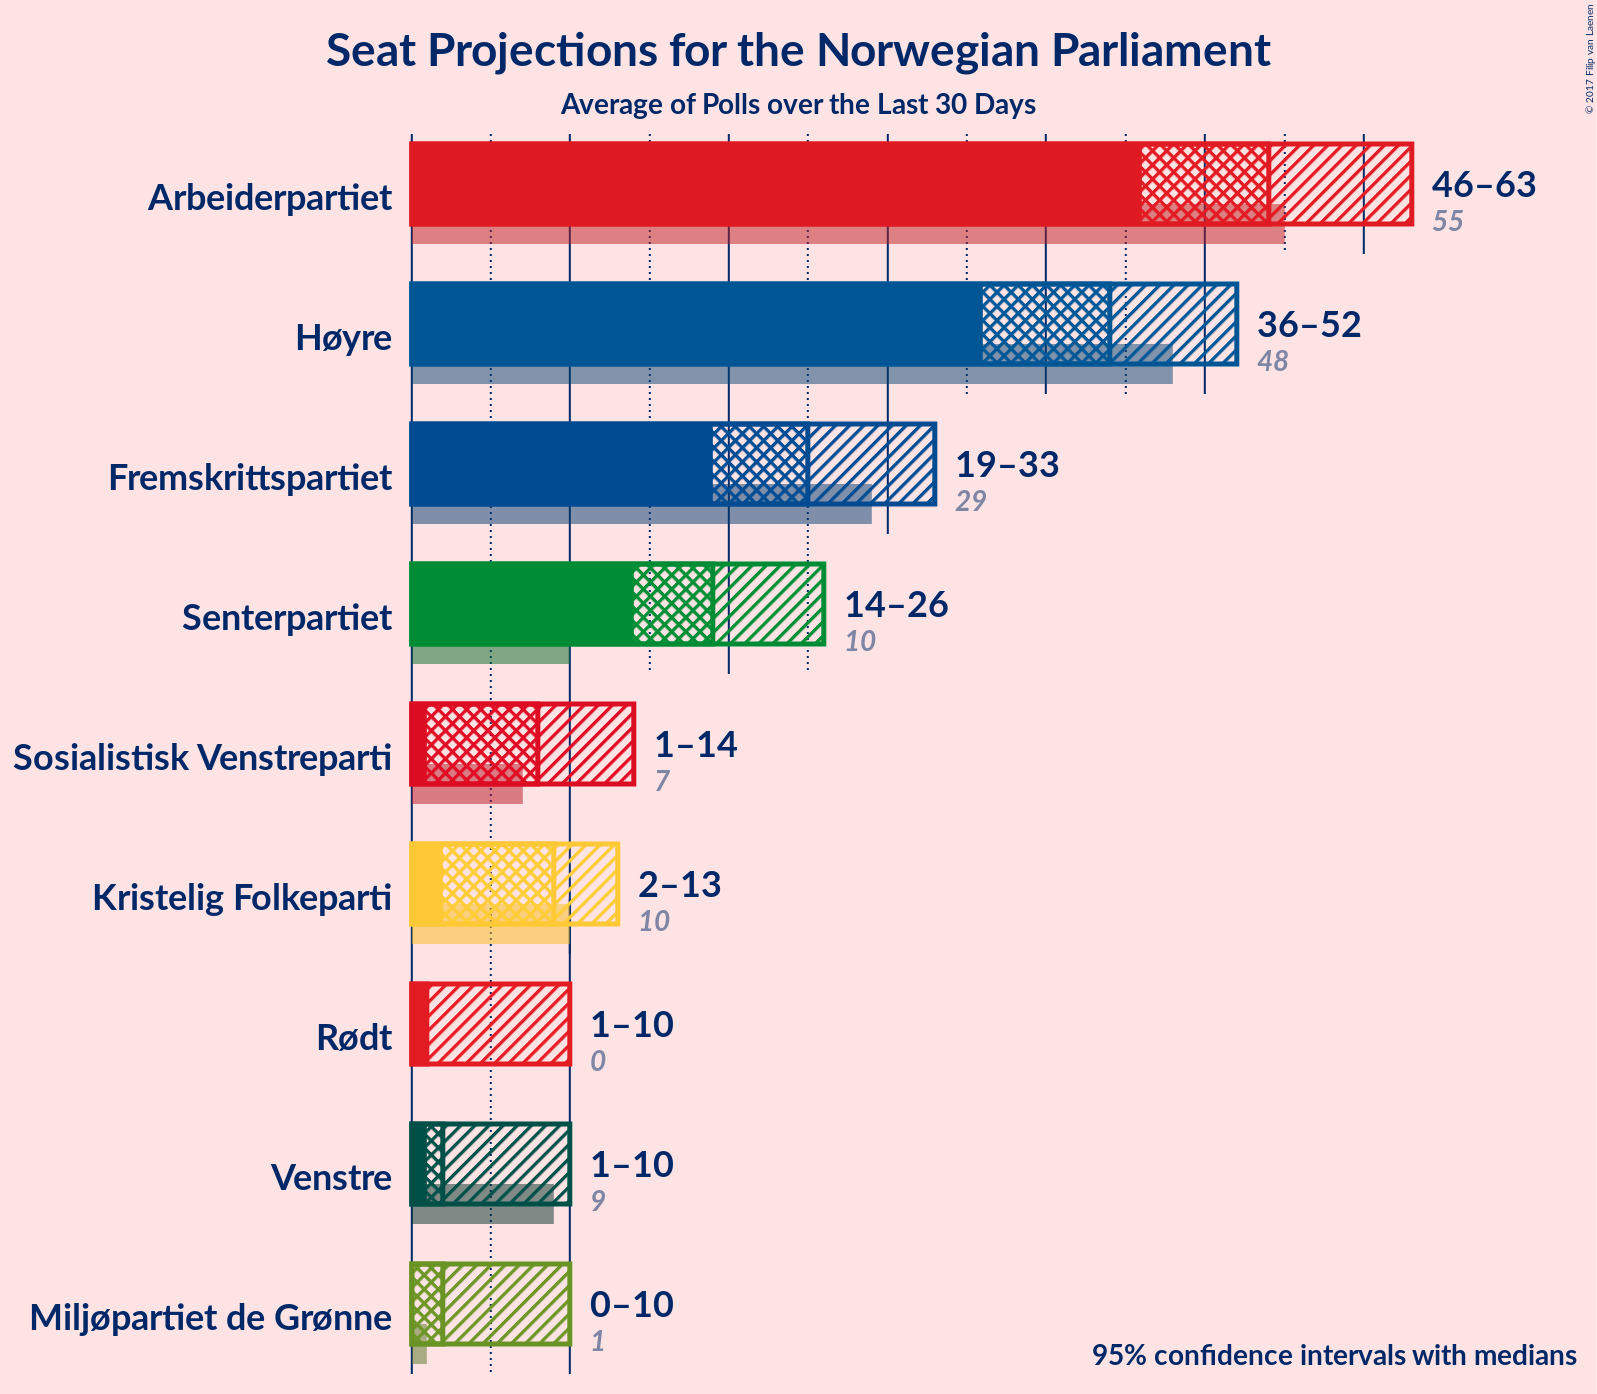 Seat Projections for the Norwegian Parliament
Average of Polls over the Last 30 Days
© 2017 Filip van Laenen
Arbeiderpartiet
46–63
55
Høyre
36–52
48
Fremskrittspartiet
19–33
29
Senterpartiet
14–26
10
Sosialistisk Venstreparti
1–14
7
Kristelig Folkeparti
2–13
10
Rødt
1–10
0
Venstre
1–10
9
Miljøpartiet de Grønne
0–10
1
95% confidence intervals with medians